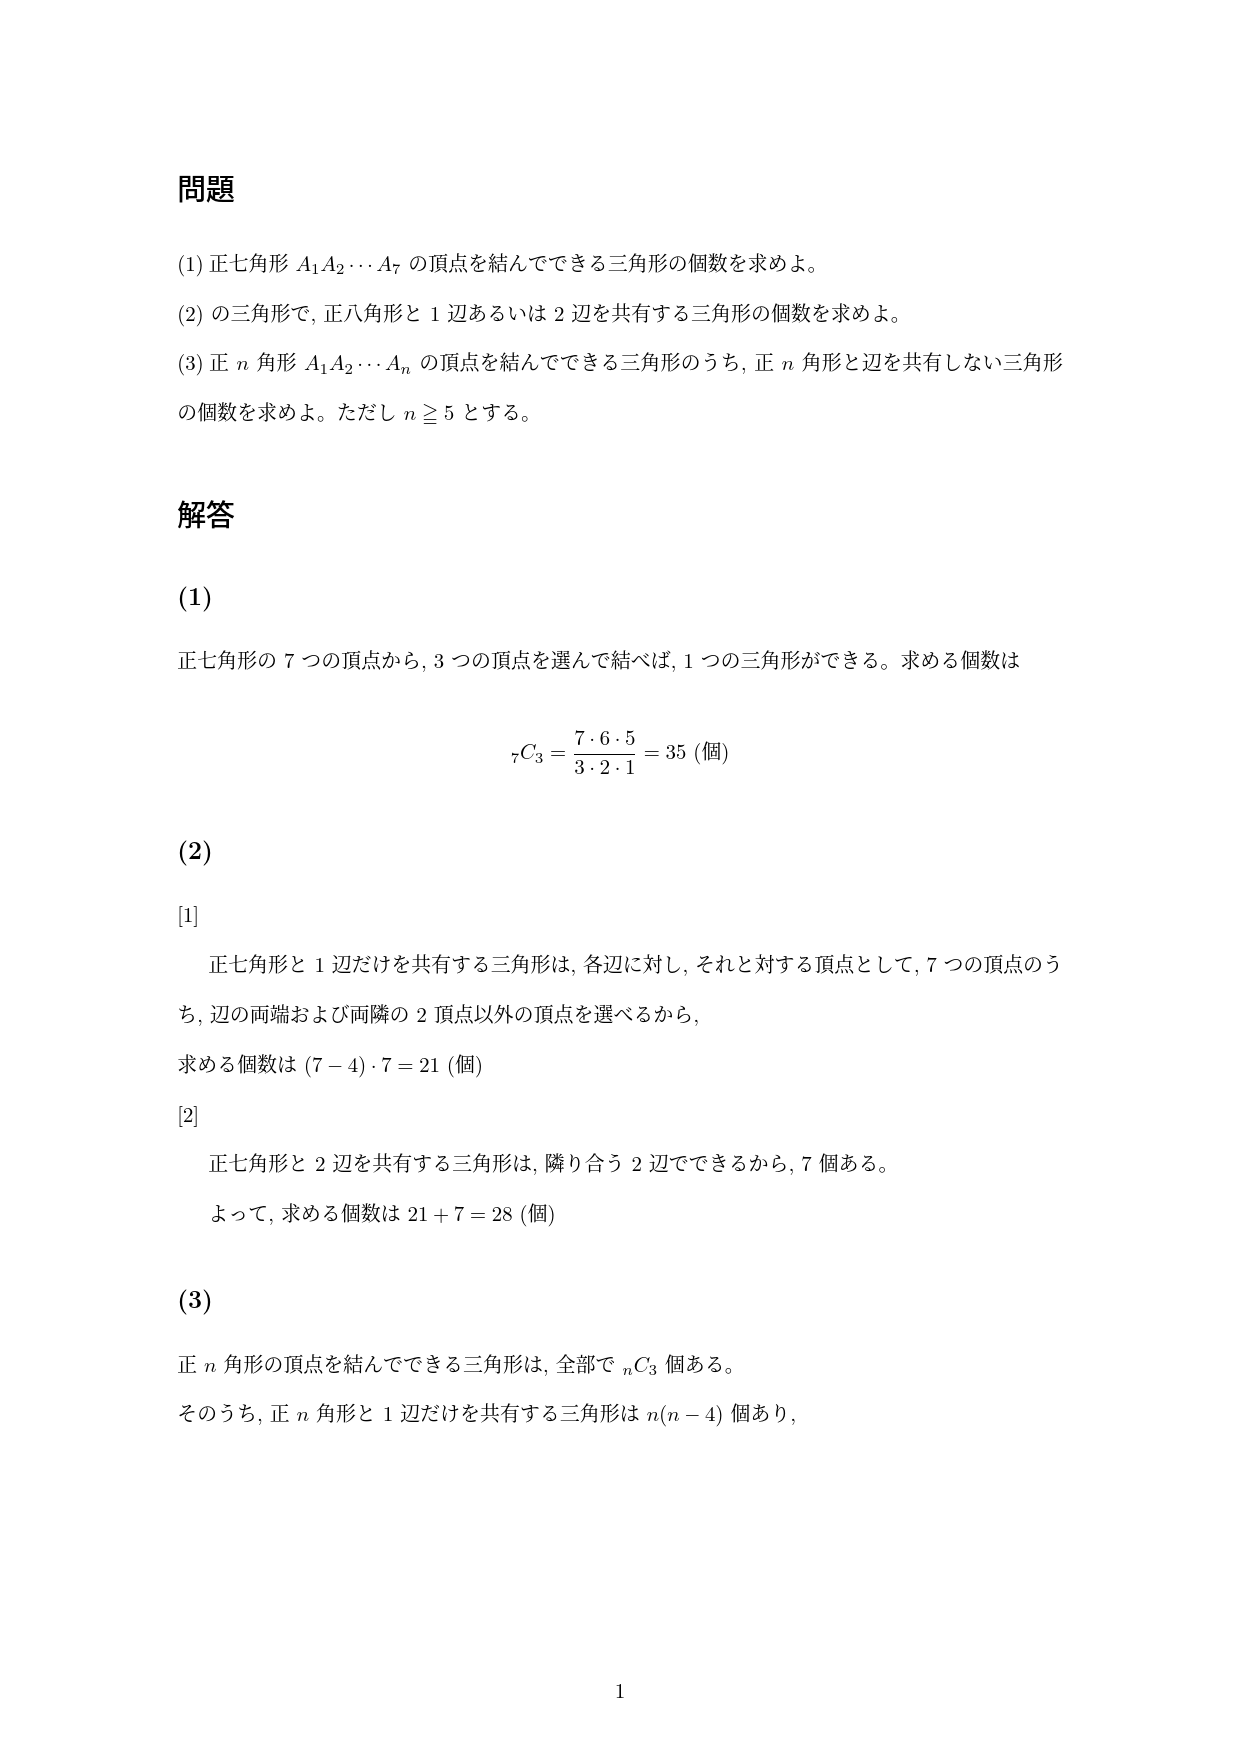 問題
(1) 正七角形 A₁A₂⋯A₇ の頂点を結んでできる三角形の個数を求めよ。
(2) の三角形で, 正八角形と 1 辺あるいは 2 辺を共有する三角形の個数を求めよ。
(3) 正 n 角形 A₁A₂⋯Aₙ の頂点を結んでできる三角形のうち, 正 n 角形と辺を共有しない三角形
の個数を求めよ。ただし n ≧ 5 とする。
解答
(1)
正七角形の 7 つの頂点から, 3 つの頂点を選んで結べば, 1 つの三角形ができる。求める個数は
₇C₃ = (7 · 6 · 5)/(3 · 2 · 1) = 35 (個)
(2)
[1]
正七角形と 1 辺だけを共有する三角形は, 各辺に対し, それと対する頂点として, 7 つの頂点のう
ち, 辺の両端および両隣の 2 頂点以外の頂点を選べるから,
求める個数は (7 − 4) · 7 = 21 (個)
[2]
正七角形と 2 辺を共有する三角形は, 隣り合う 2 辺でできるから, 7 個ある。
よって, 求める個数は 21 + 7 = 28 (個)
(3)
正 n 角形の頂点を結んでできる三角形は, 全部で ₙC₃ 個ある。
そのうち, 正 n 角形と 1 辺だけを共有する三角形は n(n − 4) 個あり,
1